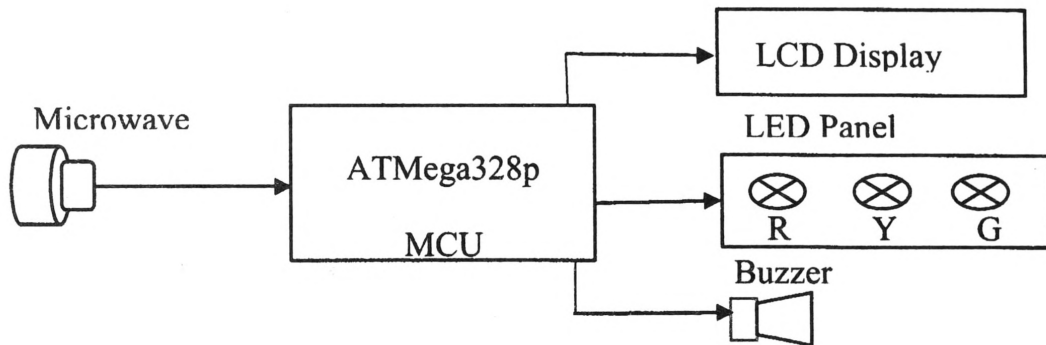 LCD Display
Microwave
LED Panel
ATMega328p
R Y G
MCU
Buzzer